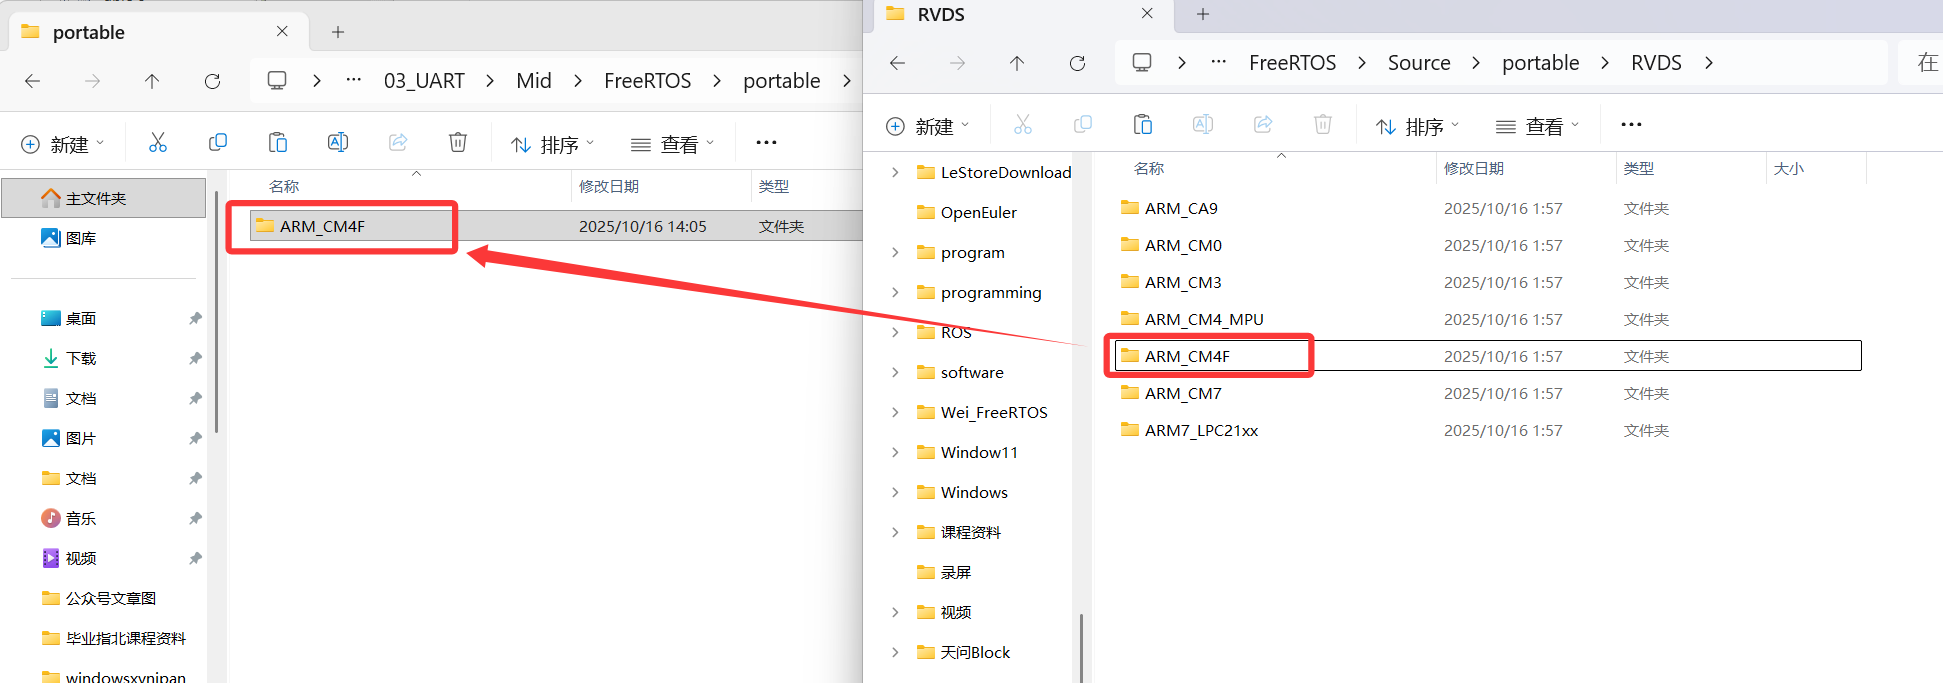 portable
03_UART Mid FreeRTOS portable
新建 排序 查看
主文件夹
图库
桌面
下载
文档
图片
文档
音乐
视频
公众号文章图
毕业指北课程资料
windowsxynipan
名称 修改日期 类型
ARM_CM4F 2025/10/16 14:05 文件夹
RVDS
FreeRTOS Source portable RVDS 在
新建 排序 查看
LeStoreDownload
OpenEuler
program
programming
ROS
software
Wei_FreeRTOS
Window11
Windows
课程资料
录屏
视频
天问Block
名称 修改日期 类型 大小
ARM_CA9 2025/10/16 1:57 文件夹
ARM_CM0 2025/10/16 1:57 文件夹
ARM_CM3 2025/10/16 1:57 文件夹
ARM_CM4_MPU 2025/10/16 1:57 文件夹
ARM_CM4F 2025/10/16 1:57 文件夹
ARM_CM7 2025/10/16 1:57 文件夹
ARM7_LPC21xx 2025/10/16 1:57 文件夹